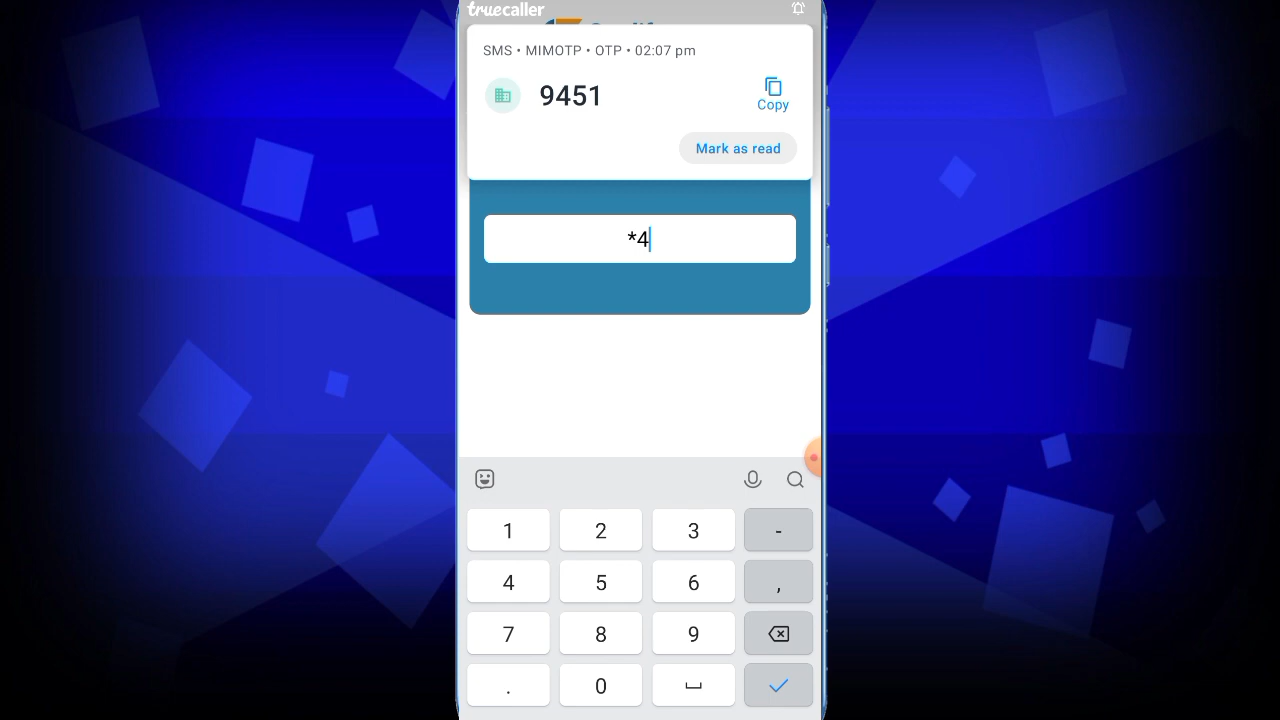 truecaller
SMS • MIMOTP • OTP • 02:07 pm
9451
Copy
Mark as read
*4
1 2 3 -
4 5 6 ,
7 8 9
. 0